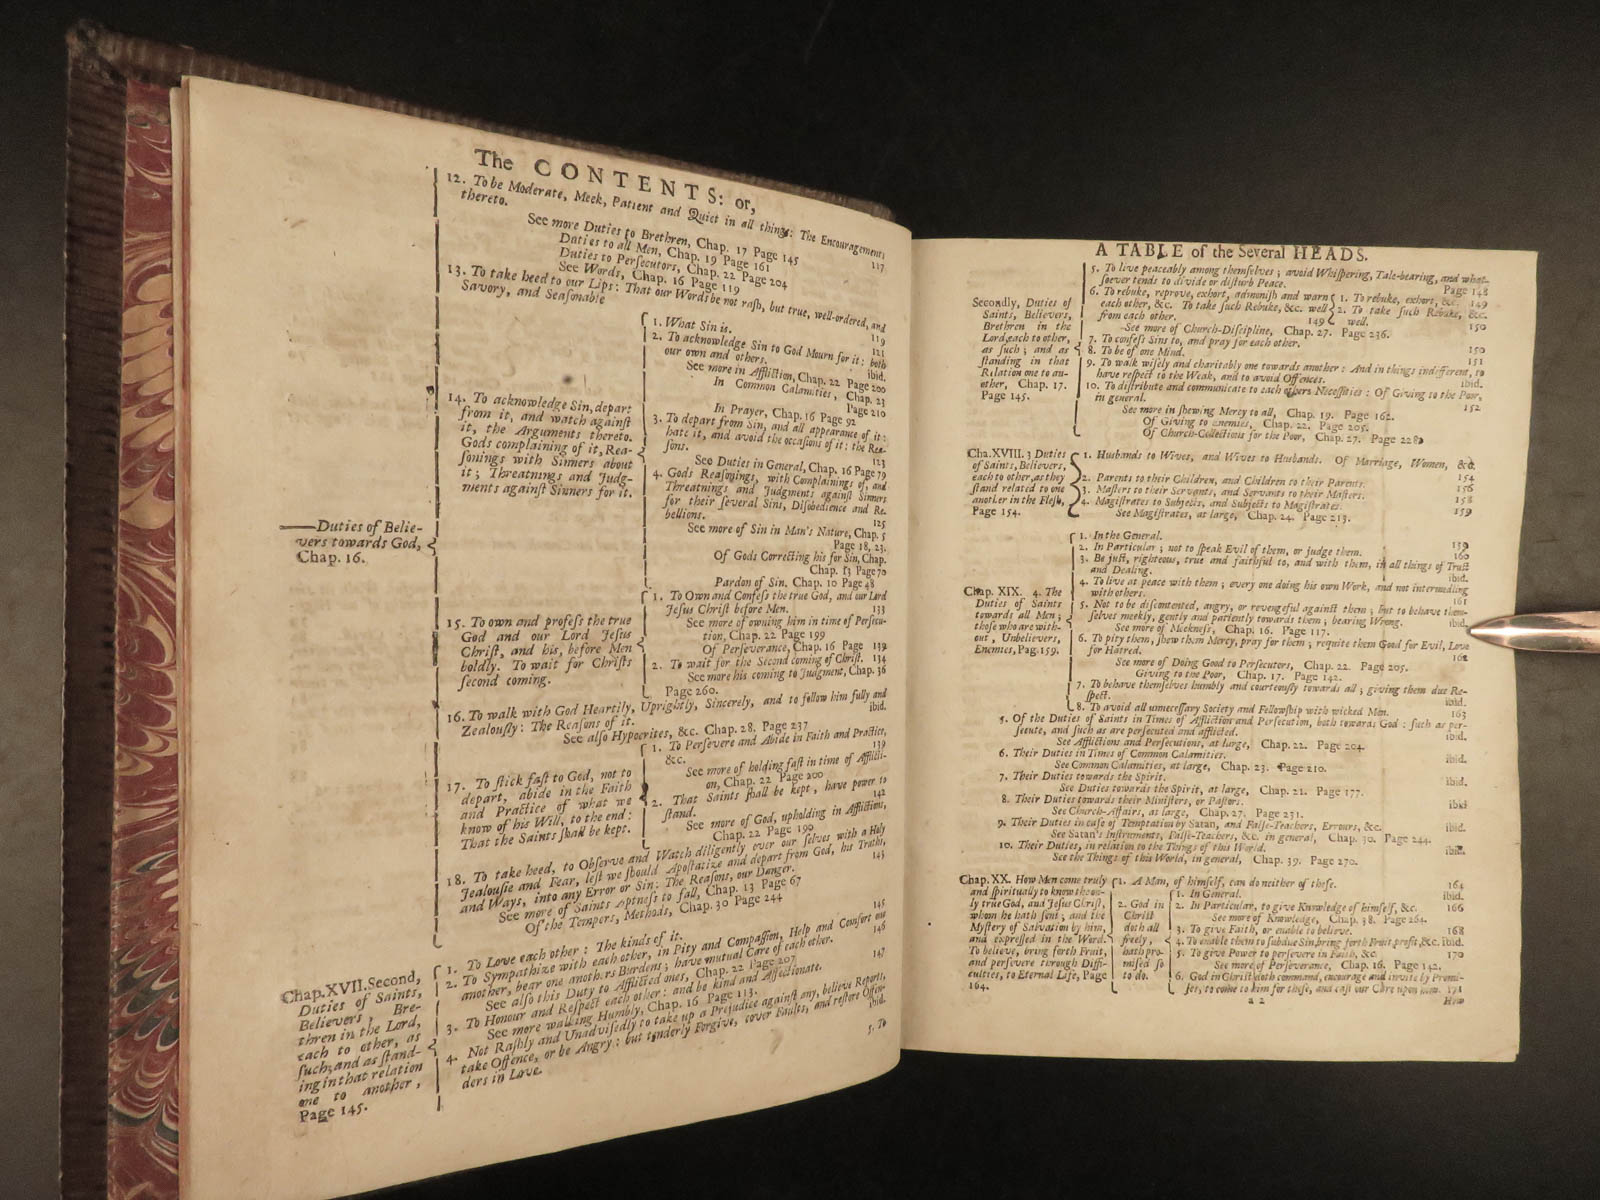 The CONTENTS: or,
12. To be Moderate, Meek, Patient and Quiet in all things: The Encouragements
thereto. 117
See more Duties to Brethren, Chap. 17 Page 145
Duties to all Men, Chap. 19 Page 161
Duties to Persecutors, Chap. 22 Page 204
See Words, Chap. 16 Page 119
13. To take heed to our Lips: That our Words be not rash, but true, well-ordered, and
Savory, and Seasonable 119
14. To acknowledge Sin, depart
from it, and watch against
it, the Arguments thereto.
Gods complaining of it, Rea-
sonings with Sinners about
it; Threatnings and Judg-
ments against Sinners for it.
1. What Sin is. 121
2. To acknowledge Sin to God Mourn for it: both
our own and others. ibid.
See more in Affliction, Chap. 22 Page 200
In Common Calamities, Chap. 23
Page 210
In Prayer, Chap. 16 Page 92
3. To depart from Sin, and all appearance of it:
hate it, and avoid the occasions of it: the Rea-
sons. 123
See Duties in General, Chap. 16 Page 79
4. Gods Reasonings, with Complainings of, and
Threatnings and Judgments against Sinners
for their several Sins, Disobedience and Re-
bellions. 125
See more of Sin in Man's Nature, Chap. 5
Page 18, 23.
Of Gods Correcting his for Sin, Chap.
Chap. 13 Page 70
Pardon of Sin, Chap. 10 Page 48
——Duties of Belie-
vers towards God,
Chap. 16.
15. To own and profess the true
God and our Lord Jesus
Christ, and his, before Men
boldly. To wait for Christs
second coming.
1. To Own and Confess the true God, and our Lord
Jesus Christ before Men. 133
See more of owning him in time of Persecu-
tion, Chap. 22 Page 199
Of Perseverance, Chap. 16 Page 139
2. To wait for the Second coming of Christ. 134
See more his coming to Judgment, Chap. 36
Page 260.
16. To walk with God Heartily, Uprightly, Sincerely, and to follow him fully and
Zealously: The Reasons of it. ibid.
See also Hypocrites, &c. Chap. 28, Page 237
17. To stick fast to God, not to
depart, abide in the Faith
and Practice of what we
know of his Will, to the end:
That the Saints shall be kept.
1. To Persevere and Abide in Faith and Practice,
&c. 139
See more of holding fast in time of Afflicti-
on, Chap. 22 Page 200
2. That Saints shall be kept, have power to
stand. 142
See more of God, upholding in Afflictions,
Chap. 22 Page 190
18. To take heed, to Observe and Watch diligently over our selves with a Holy
Jealousie and Fear, lest we should Apostatize and depart from God, his Truths,
and Ways, into any Error or Sin: The Reasons, our Danger. 143
See more of Saints Aptness to fall, Chap. 13 Page 67
Of the Tempers, Methods, Chap. 30 Page 244
Chap. XVII. Second,
Duties of Saints,
Believers, Bre-
thren in the Lord,
each to other, as
such; and as stand-
ing in that relation
one to another,
Page 145.
1. To Love each other: The kinds of it. 145
2. To Sympathize with each other, in Pity and Compassion, Help and Comfort one
another, bear one anothers Burdens; have mutual Care of each other. 146
See also this Duty to Afflicted ones, Chap. 22 Page 207
3. To Honour and Respect each other: and be kind and Affectionate. 147
See more walking Humbly, Chap. 16 Page 113.
4. Not Rashly and Unadvisedly to take up a Prejudice against any, believe Reports,
take Offence, or be Angry: but tenderly Forgive, cover Faults, and restore Offen-
ders in Love. ibid.
5. To
A TABLE of the Several HEADS.
Secondly, Duties of
Saints, Believers,
Brethren in the
Lord, each to other,
as such; and as
standing in that
Relation one to an-
other, Chap. 17.
Page 145.
5. To live peaceably among themselves; avoid Whispering, Tale-bearing, and what-
soever tends to divide or disturb Peace. Page 148
6. To rebuke, reprove, exhort, admonish and warn
each other, &c. To take such Rebuke, &c. well
from each other. 149
1. To rebuke, exhort, &c. 149
2. To take such Rebuke, &c.
well. 150
See more of Church-Discipline, Chap. 27. Page 236.
7. To confess Sins to, and pray for each other. 150
8. To be of one Mind. 151
9. To walk wisely and charitably one towards another: And in things indifferent, to
have respect to the Weak, and to avoid Offences. ibid.
10. To distribute and communicate to each others Necessities: Of Giving to the Poor,
in general. 152
See more in shewing Mercy to all, Chap. 19. Page 162.
Of Giving to Enemies, Chap. 22. Page 205.
Of Church-Collections for the Poor, Chap. 27. Page 228.
Cha. XVIII. 3 Duties
of Saints, Believers,
each to other, as they
stand related to one
another in the Flesh,
Page 154.
1. Husbands to Wives, and Wives to Husbands. Of Marriage, Women, &c.
154
2. Parents to their Children, and Children to their Parents. 156
3. Masters to their Servants, and Servants to their Masters. 158
4. Magistrates to Subjects, and Subjects to Magistrates. 159
See Magistrates, at large, Chap. 24. Page 213.
Chap. XIX. 4. The
Duties of Saints
towards all Men;
those who are with-
out, Unbelievers,
Enemies, Pag. 159.
1. In the General. 159
2. In Particular; not to speak Evil of them, or judge them. 160
3. Be just, righteous, true and faithful to, and with them, in all things of Trust
and Dealing. ibid.
4. To live at peace with them; every one doing his own Work, and not intermedling
with others. 161
5. Not to be discontented, angry, or revengeful against them; but to behave them-
selves meekly, gently and patiently towards them; bearing Wrong. ibid.
See more of Meekness, Chap. 16. Page 117.
6. To pity them, shew them Mercy, pray for them; requite them Good for Evil, Love
for Hatred. 162
See more of Doing Good to Persecutors, Chap. 22. Page 205.
Giving to the Poor, Chap. 17. Page 142.
7. To behave themselves humbly and courteously towards all; giving them due Re-
spect. ibid.
8. To avoid all unnecessary Society and Fellowship with wicked Men. 163
5. Of the Duties of Saints in Times of Affliction and Persecution, both towards God: such as per-
secute, and such as are persecuted and afflicted. ibid.
See Afflictions and Persecutions, at large, Chap. 22. Page 204.
6. Their Duties in Times of Common Calamities. ibid.
See Common Calamities, at large, Chap. 23. Page 210.
7. Their Duties towards the Spirit. ibid.
See Duties towards the Spirit, at large, Chap. 21. Page 177.
8. Their Duties towards their Ministers, or Pastors. ibid
See Church-Affairs, at large, Chap. 27. Page 231.
9. Their Duties in case of Temptation by Satan, and False-Teachers, Errours, &c. ibid.
See Satan's Instruments, False-Teachers, &c. in general, Chap. 30. Page 244.
10. Their Duties, in relation to the Things of this World. ibid.
See the Things of this World, in general, Chap. 39. Page 270.
Chap. XX. How Men come truly
and spiritually to know the on-
ly true God, and Jesus Christ,
whom he hath sent; and the
Mystery of Salvation by him,
and expressed in the Word.
To believe, bring forth Fruit,
and persevere through Diffi-
culties, to Eternal Life, Page
164.
1. A Man, of himself, can do neither of these. 164
2. God in
Christ
doth all
freely,
hath pro-
mised so
to do.
1. In General. ibid.
2. In Particular, to give Knowledge of himself, &c. 166
See more of Knowledge, Chap. 38. Page 264.
3. To give Faith, or enable to believe. 168
4. To enable them to subdue Sin, bring forth Fruit, profit, &c. ibid.
5. To give Power to persevere in Faith, &c. 170
See more of Perseverance, Chap. 16. Page 142.
6. God in Christ doth command, encourage and invite by Promi-
ses, to come to him for these, and cast our Care upon him. 171
a 2
How